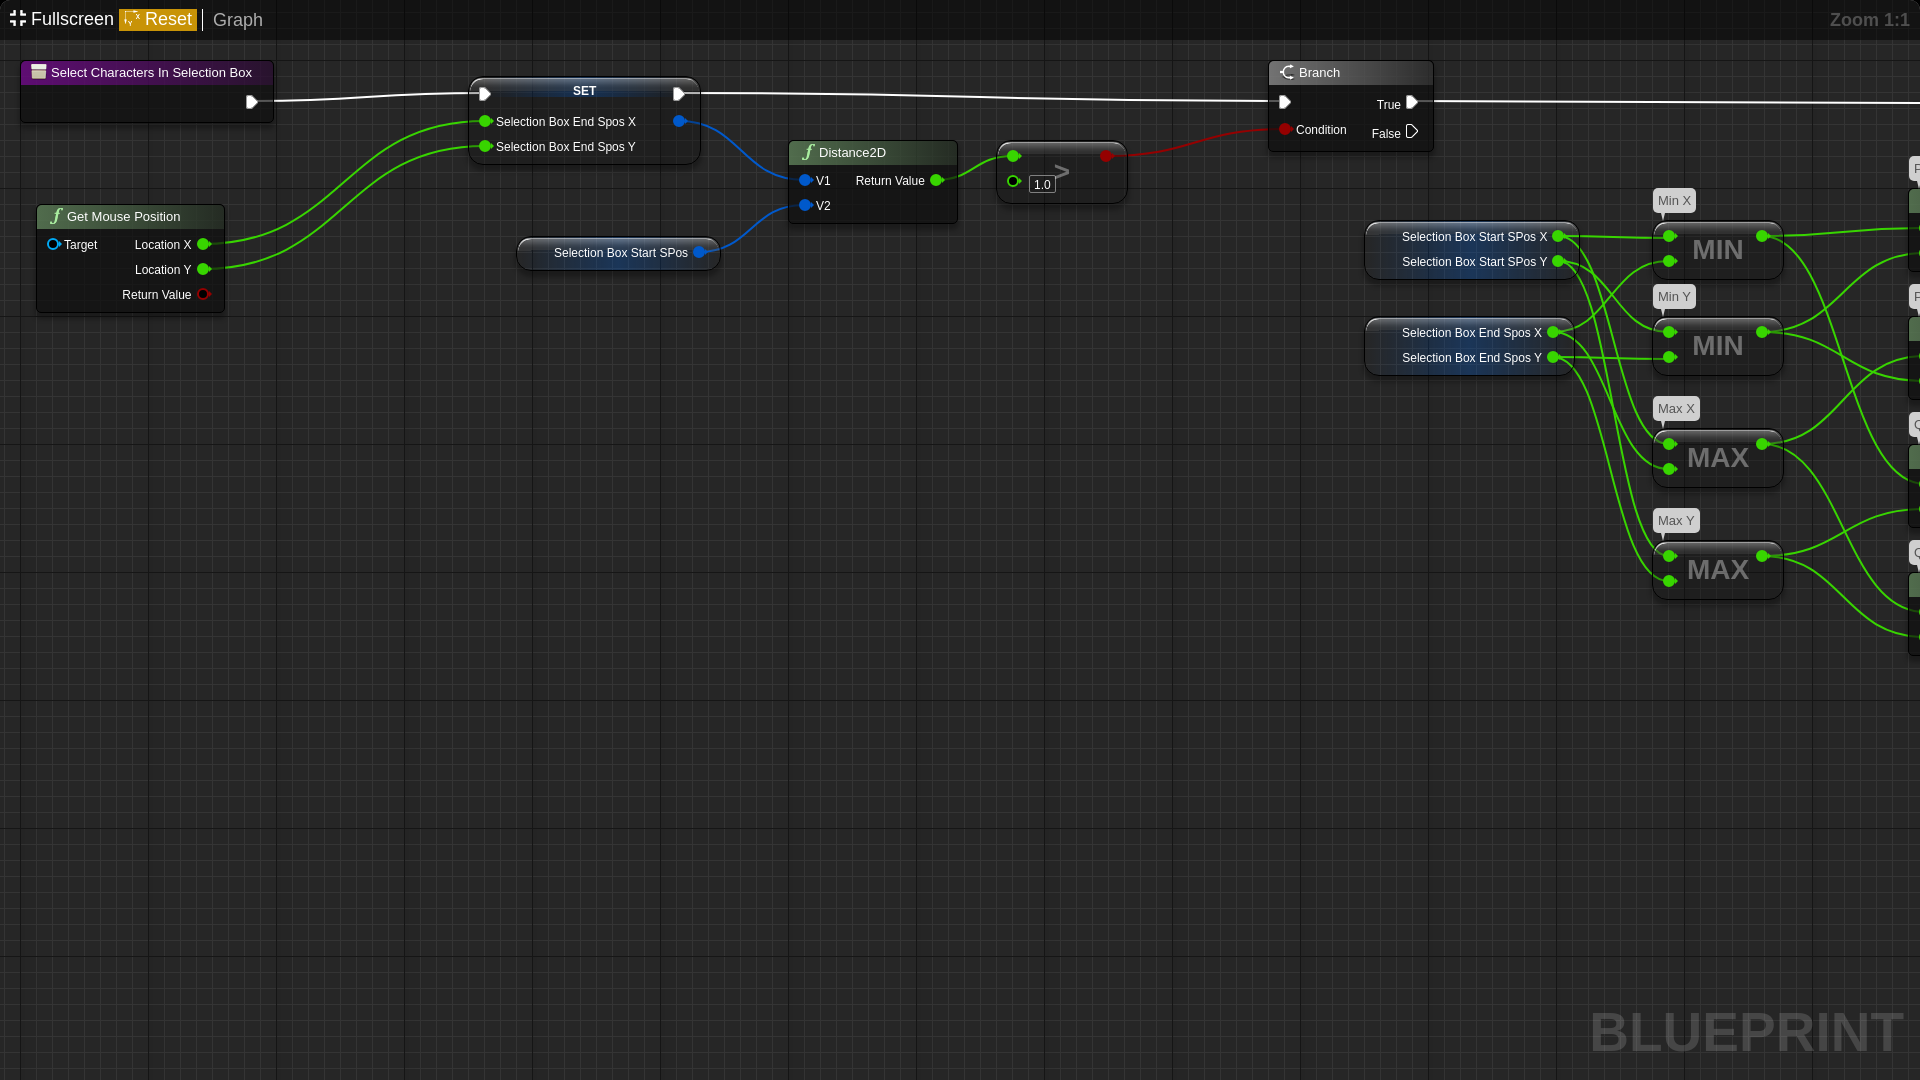 Fullscreen Reset Graph
Zoom 1:1
Select Characters In Selection Box
SET
Selection Box End Spos X
Selection Box End Spos Y
Get Mouse Position
Target Location X
Location Y
Return Value
Distance2D
V1 Return Value
V2
Selection Box Start SPos
>
1.0
Branch
True
Condition
False
Selection Box Start SPos X
Selection Box Start SPos Y
Selection Box End Spos X
Selection Box End Spos Y
Min X
MIN
Min Y
MIN
Max X
MAX
Max Y
MAX
BLUEPRINT